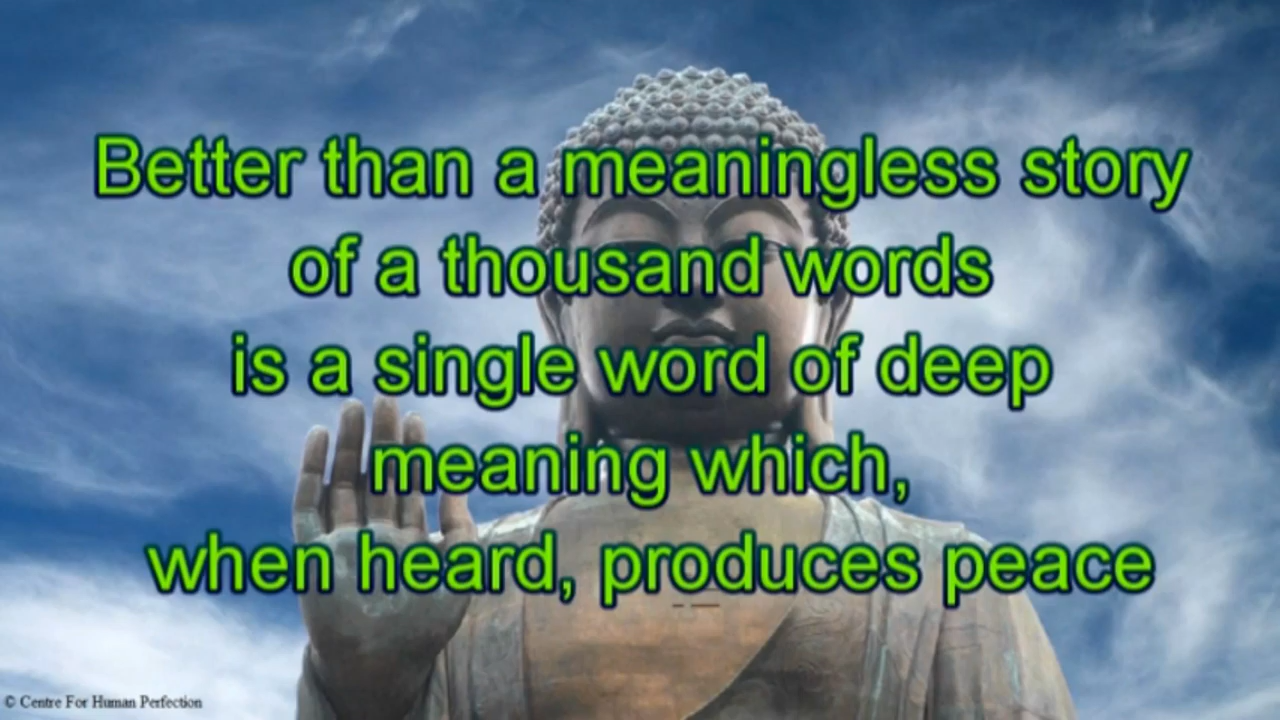 Better than a meaningless story
of a thousand words
is a single word of deep
meaning which,
when heard, produces peace
© Centre For Human Perfection